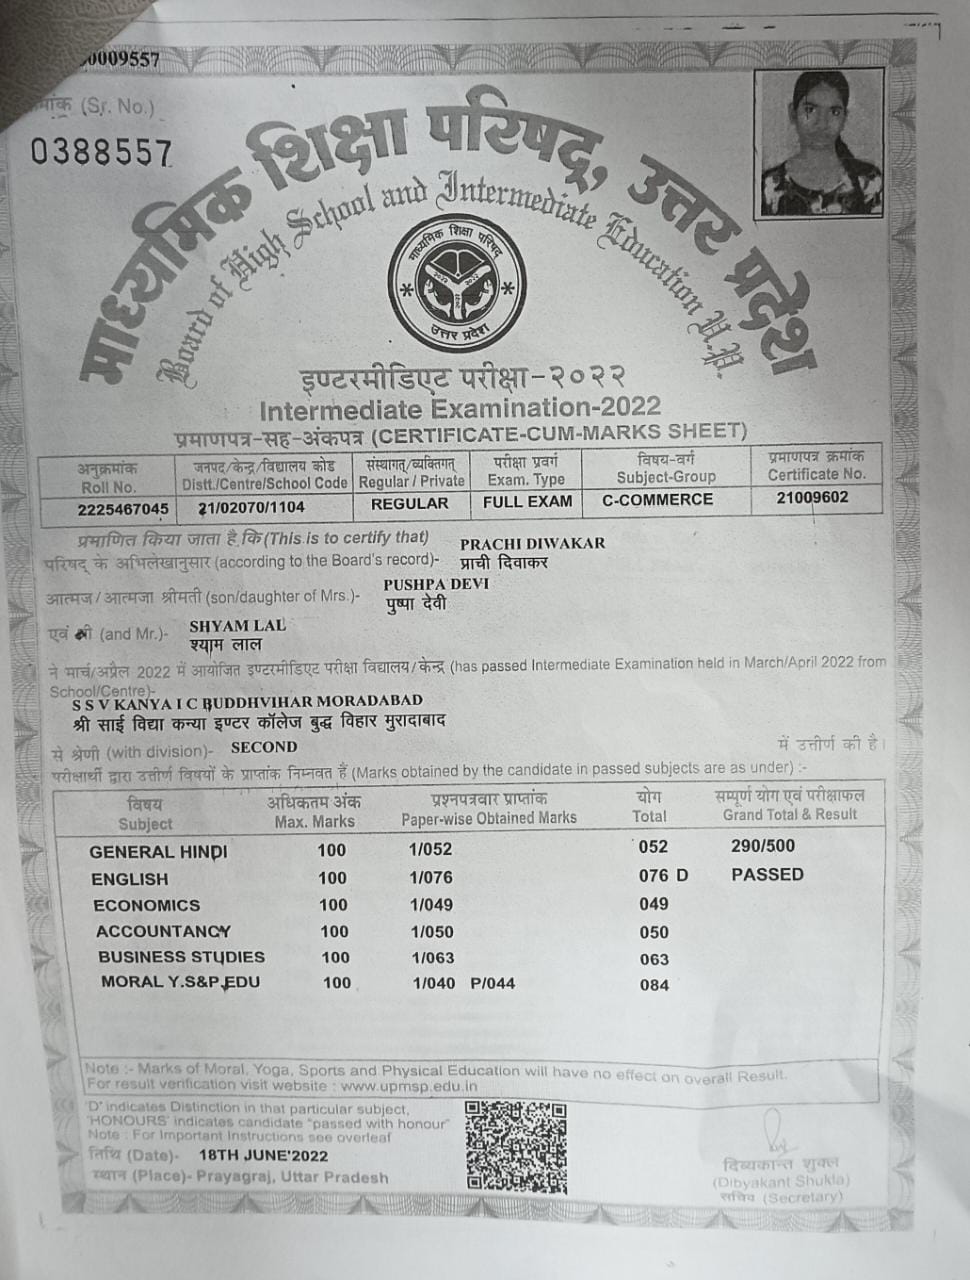 0009557
क्रमांक (Sr. No.)
0388557
माध्यमिक शिक्षा परिषद्, उत्तर प्रदेश
Board of High School and Intermediate Education U.P.
माध्यमिक शिक्षा परिषद
2022 2022 2022
उत्तर प्रदेश
इण्टरमीडिएट परीक्षा-२०२२
Intermediate Examination-2022
प्रमाणपत्र-सह-अंकपत्र (CERTIFICATE-CUM-MARKS SHEET)
अनुक्रमांक जनपद/केन्द्र/विद्यालय कोड संस्थागत्/व्यक्तिगत् परीक्षा प्रवर्ग विषय-वर्ग प्रमाणपत्र क्रमांक
Roll No. Distt./Centre/School Code Regular / Private Exam. Type Subject-Group Certificate No.
2225467045 21/02070/1104 REGULAR FULL EXAM C-COMMERCE 21009602
प्रमाणित किया जाता है कि (This is to certify that) PRACHI DIWAKAR
परिषद् के अभिलेखानुसार (according to the Board's record)- प्राची दिवाकर
PUSHPA DEVI
आत्मज/आत्मजा श्रीमती (son/daughter of Mrs.)- पुष्पा देवी
SHYAM LAL
एवं श्री (and Mr.)- श्याम लाल
ने मार्च/अप्रैल 2022 में आयोजित इण्टरमीडिएट परीक्षा विद्यालय/केन्द्र (has passed Intermediate Examination held in March/April 2022 from
School/Centre)-
S S V KANYA I C BUDDHVIHAR MORADABAD
श्री साई विद्या कन्या इण्टर कॉलेज बुद्ध विहार मुरादाबाद
से श्रेणी (with division)- SECOND में उत्तीर्ण की है।
परीक्षार्थी द्वारा उत्तीर्ण विषयों के प्राप्तांक निम्नवत हैं (Marks obtained by the candidate in passed subjects are as under) :-
विषय अधिकतम अंक प्रश्नपत्रवार प्राप्तांक योग सम्पूर्ण योग एवं परीक्षाफल
Subject Max. Marks Paper-wise Obtained Marks Total Grand Total & Result
GENERAL HINDI 100 1/052 052 290/500
ENGLISH 100 1/076 076 D PASSED
ECONOMICS 100 1/049 049
ACCOUNTANCY 100 1/050 050
BUSINESS STUDIES 100 1/063 063
MORAL Y.S&P.EDU 100 1/040 P/044 084
Note :- Marks of Moral, Yoga, Sports and Physical Education will have no effect on overall Result.
For result verification visit website : www.upmsp.edu.in
'D' indicates Distinction in that particular subject,
'HONOURS' indicates candidate "passed with honour"
Note : For Important Instructions see overleaf
तिथि (Date)- 18TH JUNE'2022
स्थान (Place)- Prayagraj, Uttar Pradesh
दिव्यकान्त शुक्ल
(Dibyakant Shukla)
सचिव (Secretary)